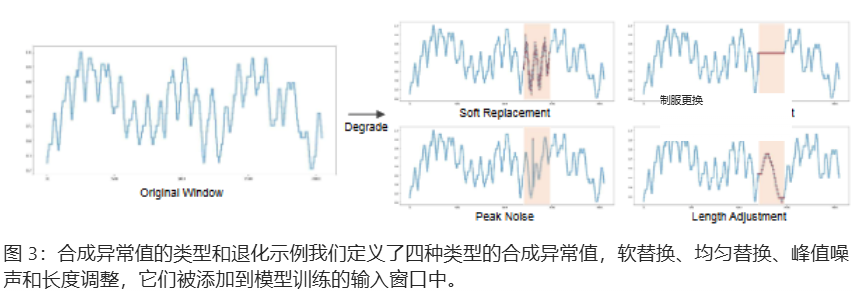 Degrade
Original Window
Soft Replacement
制服更换
t
Peak Noise
Length Adjustment
图 3：合成异常值的类型和退化示例我们定义了四种类型的合成异常值，软替换、均匀替换、峰值噪
声和长度调整，它们被添加到模型训练的输入窗口中。